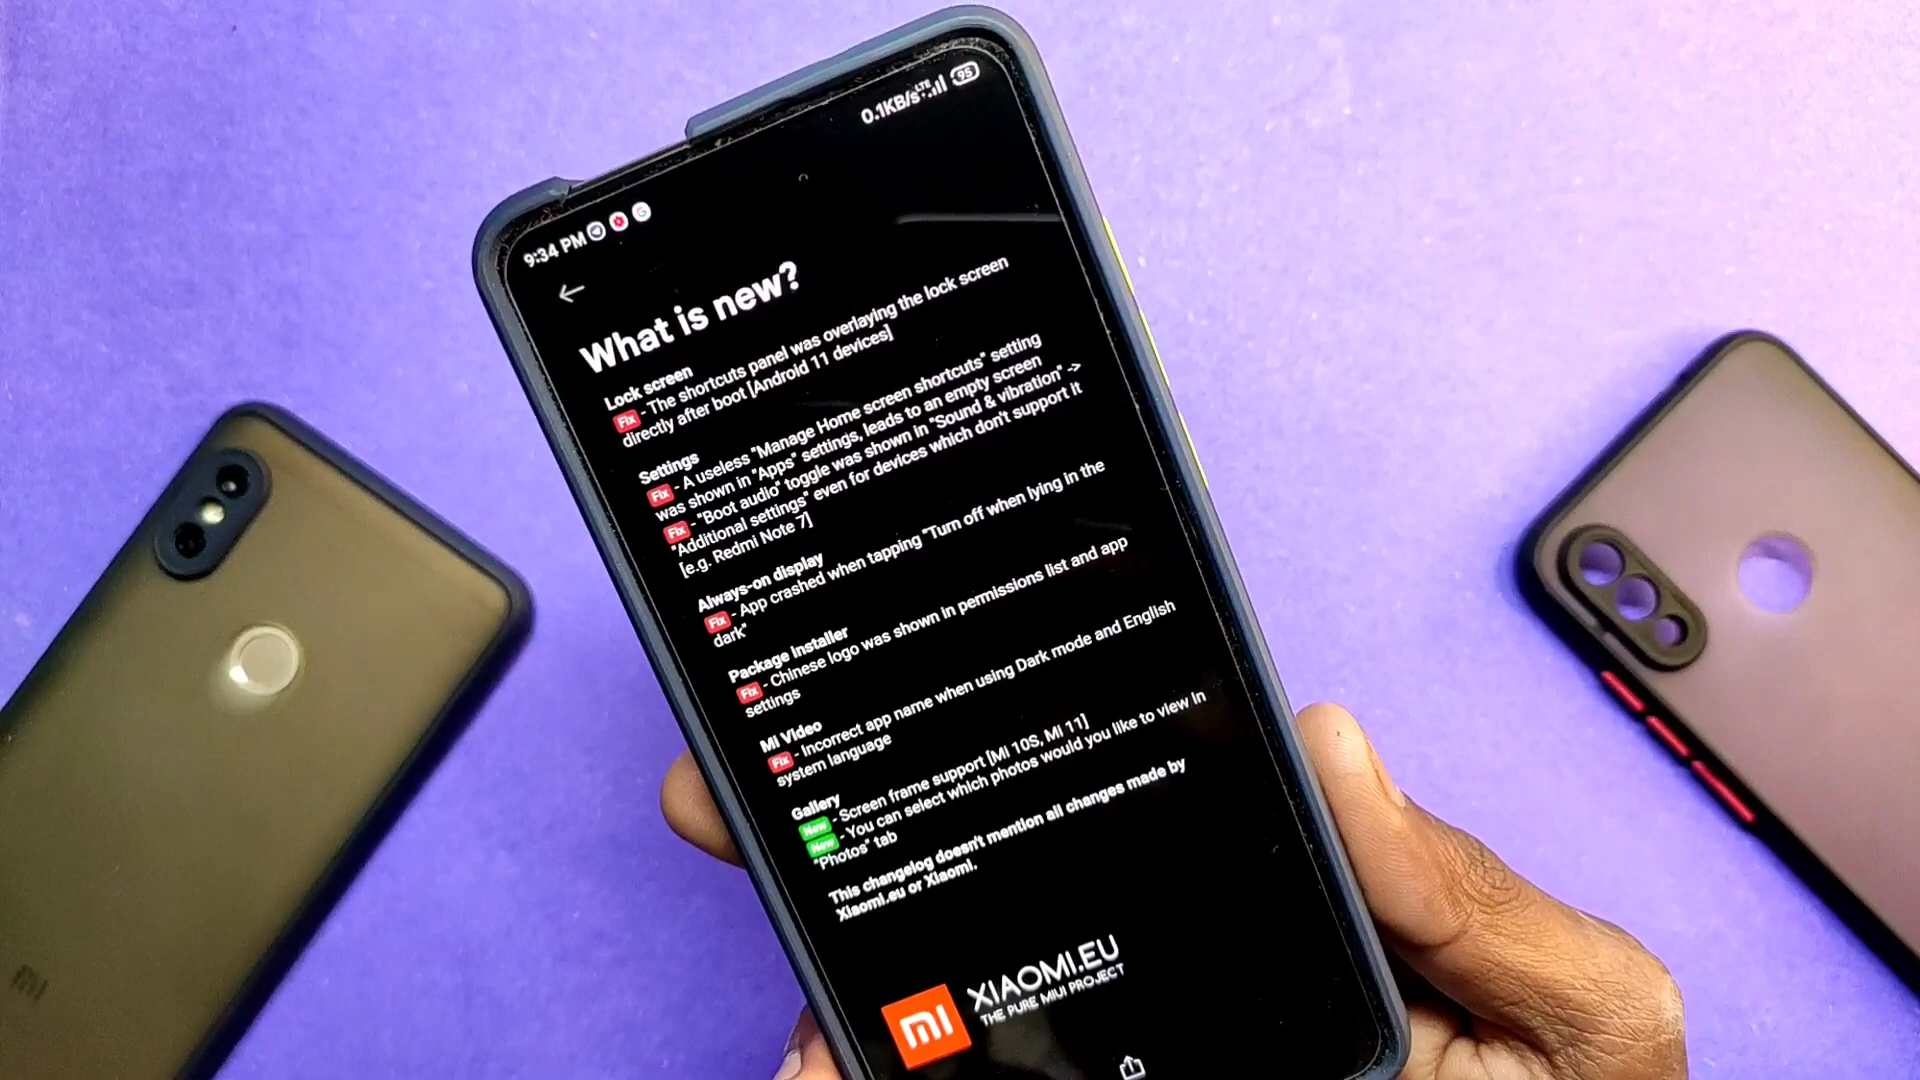 0.1KB/s LTE 95
9:34 PM
What is new?
Lock screen
Fix - The shortcuts panel was overlaying the lock screen
directly after boot [Android 11 devices]
Settings
Fix - A useless "Manage Home screen shortcuts" setting
was shown in "Apps" settings, leads to an empty screen
Fix - "Boot audio" toggle was shown in "Sound & vibration" ->
"Additional settings" even for devices which don't support it
[e.g. Redmi Note 7]
Always-on display
Fix - App crashed when tapping "Turn off when lying in the
dark"
Package installer
Fix - Chinese logo was shown in permissions list and app
settings
Mi Video
Fix - Incorrect app name when using Dark mode and English
system language
Gallery
New - Screen frame support [Mi 10S, Mi 11]
New - You can select which photos would you like to view in
"Photos" tab
This changelog doesn't mention all changes made by
Xiaomi.eu or Xiaomi.
MI
XIAOMI.EU
THE PURE MIUI PROJECT
MI